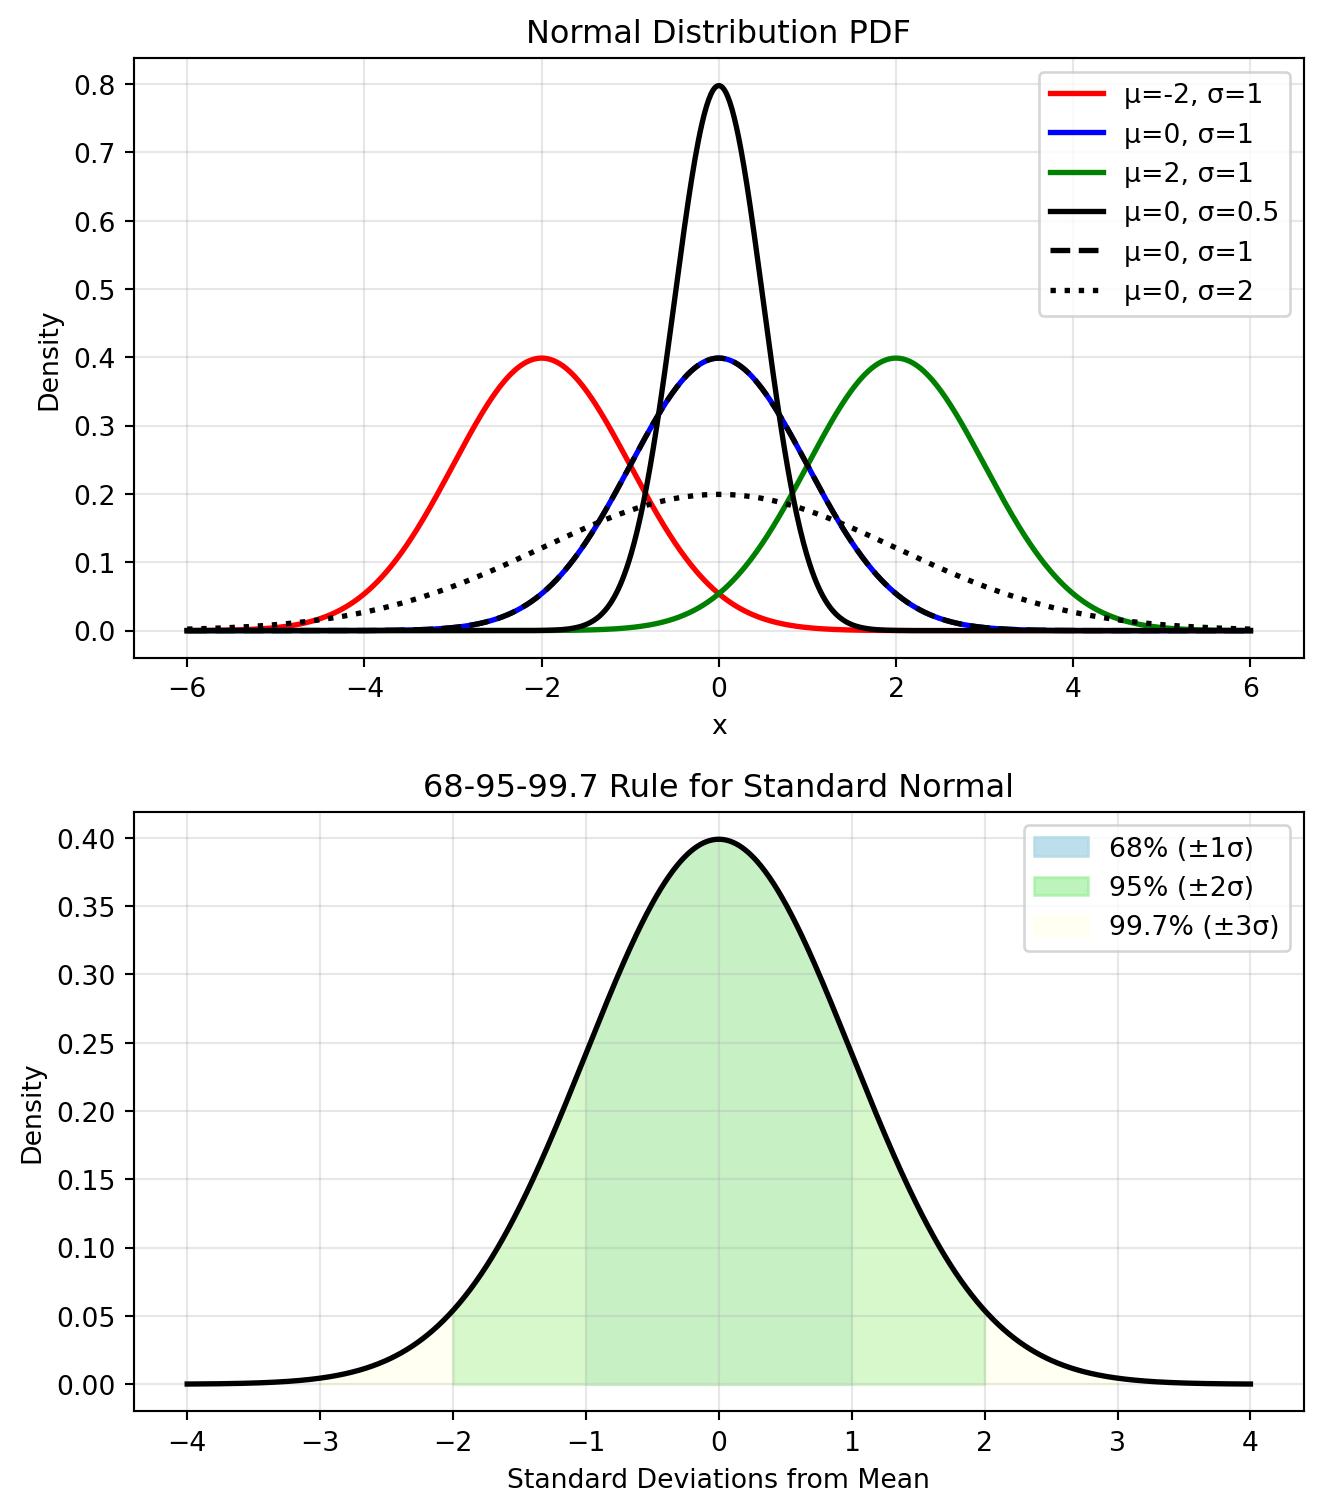 Normal Distribution PDF
0.8
0.7
0.6
0.5
0.4
0.3
0.2
0.1
0.0
Density
μ=-2, σ=1
μ=0, σ=1
μ=2, σ=1
μ=0, σ=0.5
μ=0, σ=1
μ=0, σ=2
−6 −4 −2 0 2 4 6
x
68-95-99.7 Rule for Standard Normal
0.40
0.35
0.30
0.25
0.20
0.15
0.10
0.05
0.00
Density
68% (±1σ)
95% (±2σ)
99.7% (±3σ)
−4 −3 −2 −1 0 1 2 3 4
Standard Deviations from Mean